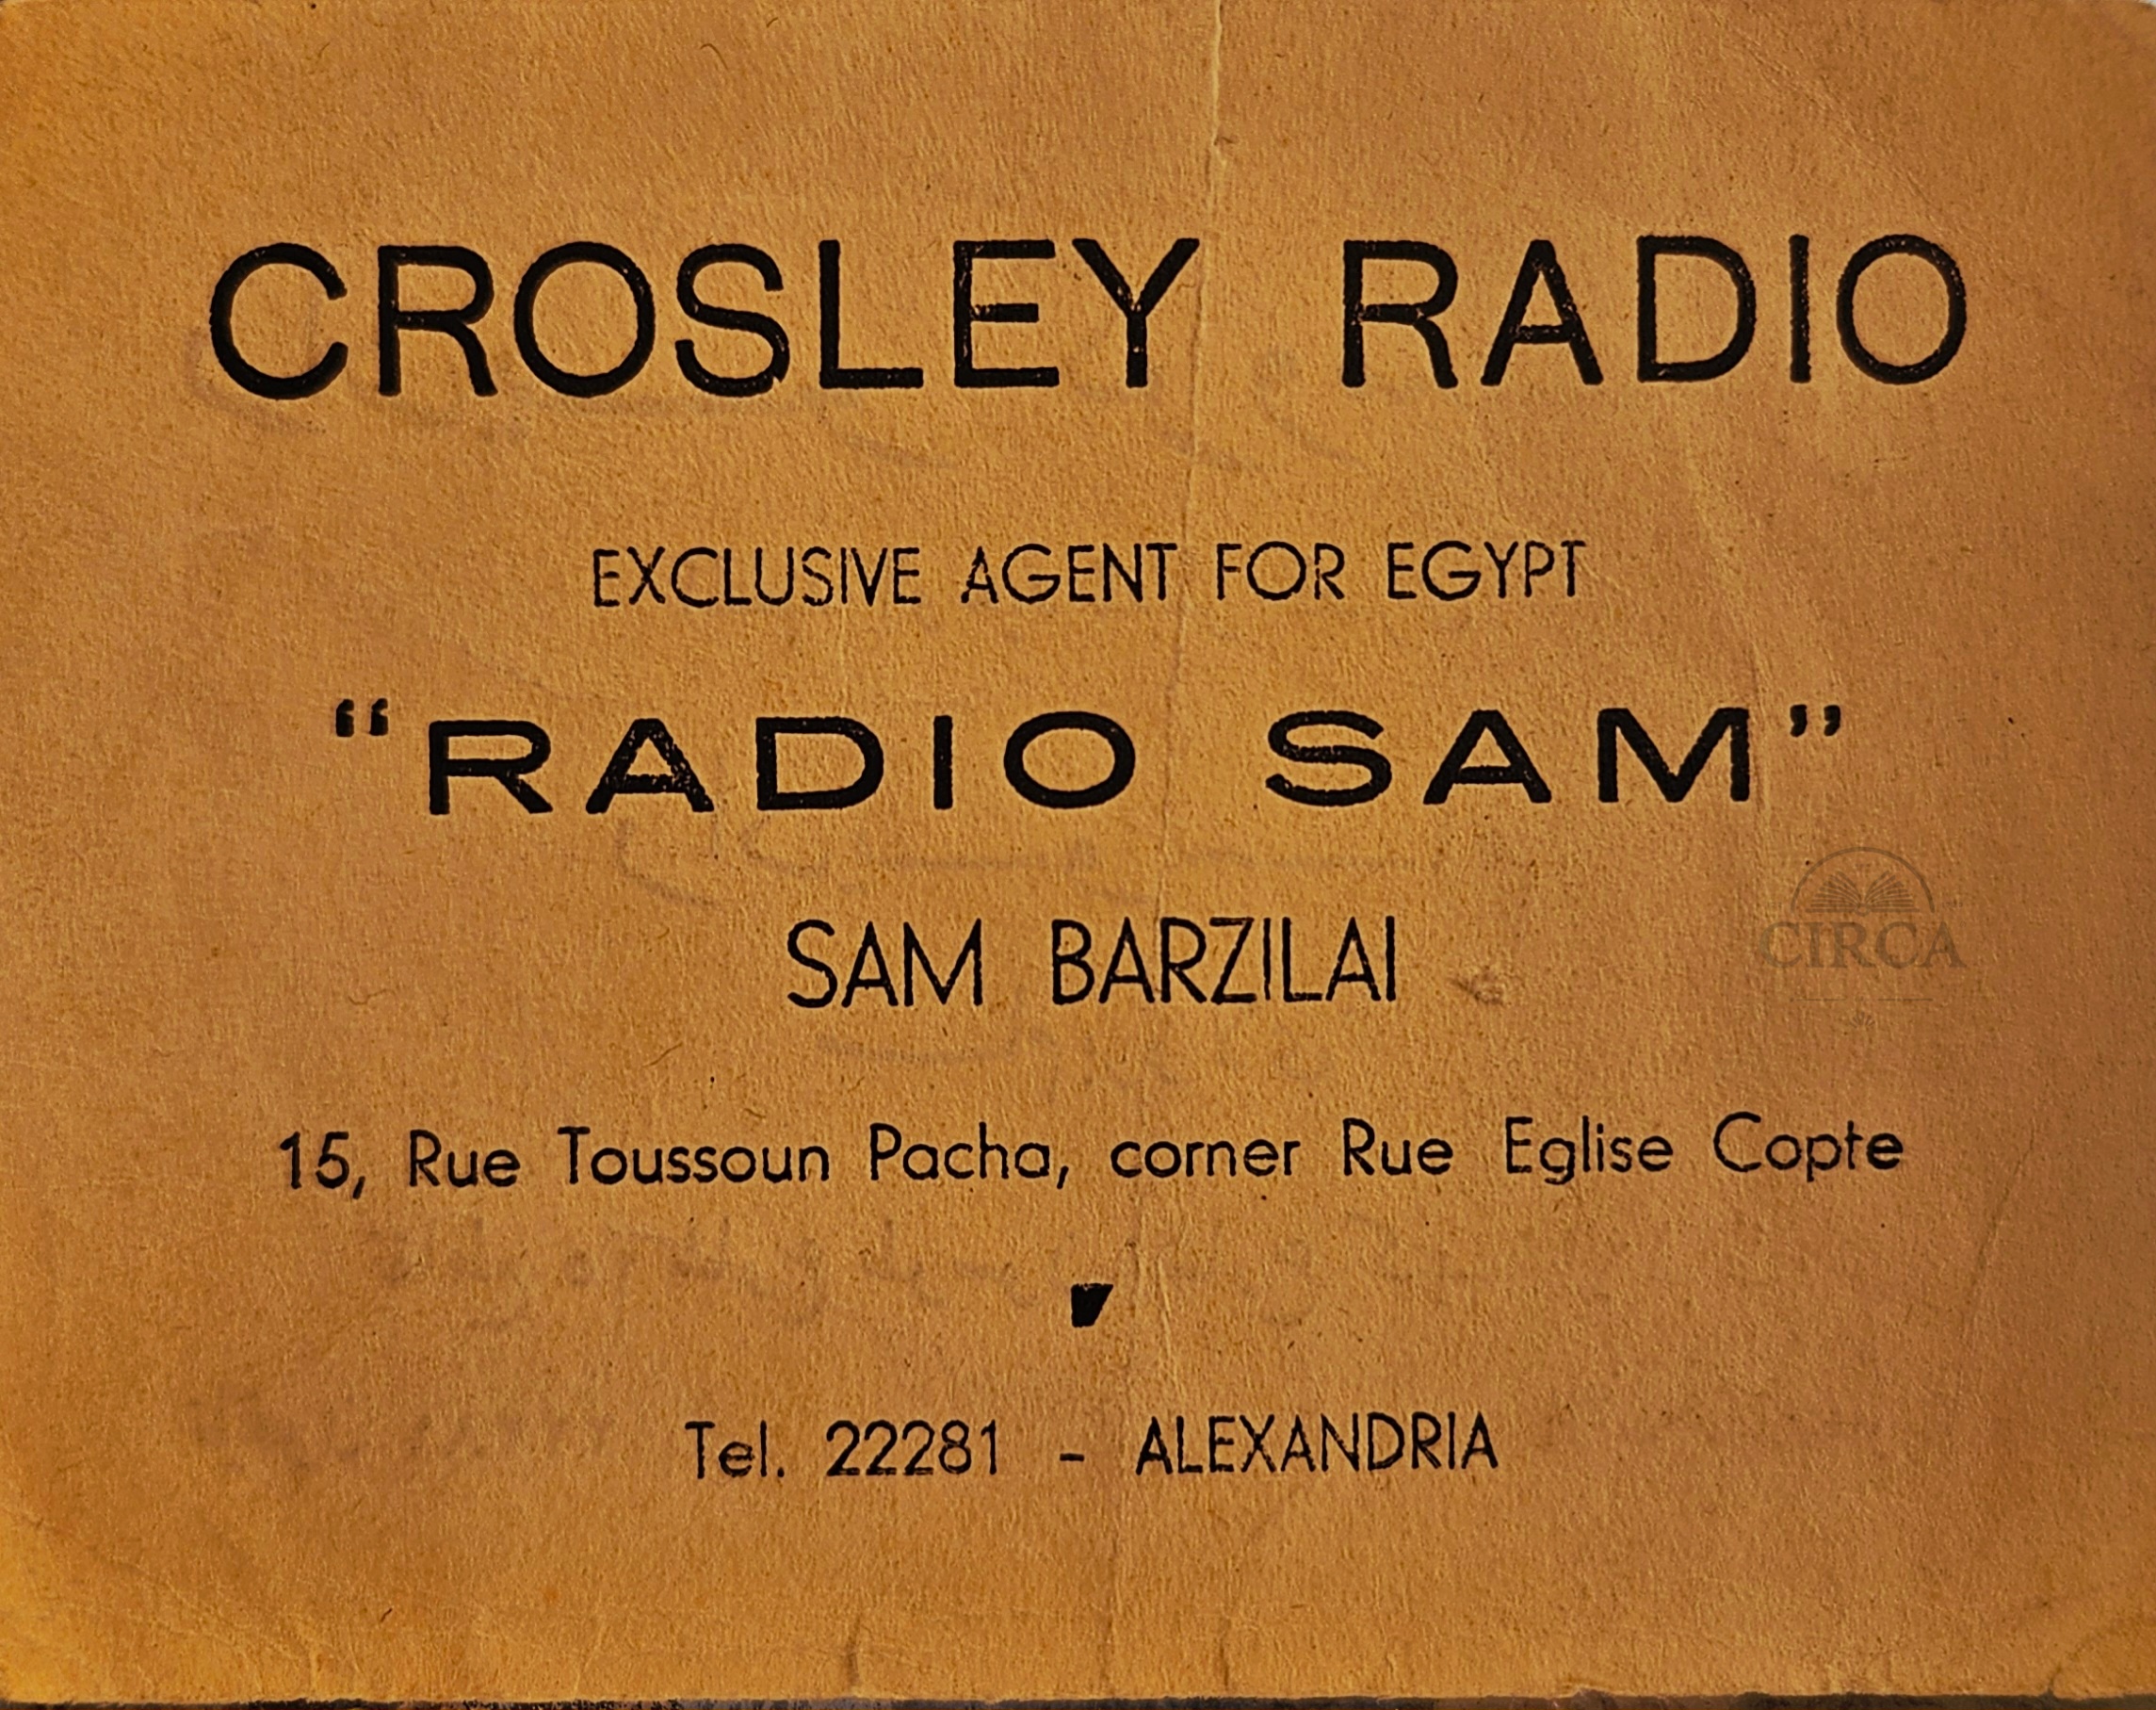 CROSLEY RADIO
EXCLUSIVE AGENT FOR EGYPT
“RADIO SAM”
SAM BARZILAI
CIRCA
15, Rue Toussoun Pacha, corner Rue Eglise Copte
Tel. 22281 - ALEXANDRIA